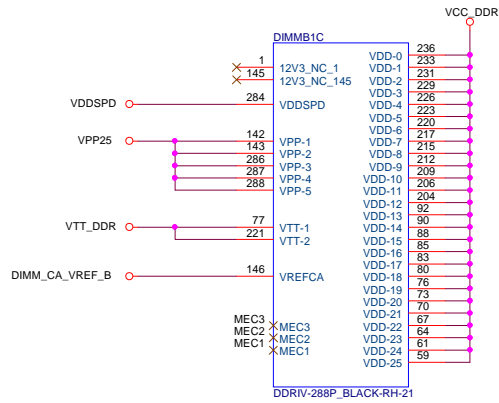 VCC_DDR
DIMMB1C
1 12V3_NC_1
145 12V3_NC_145
VDDSPD 284 VDDSPD
VPP25 142 VPP-1
143 VPP-2
286 VPP-3
287 VPP-4
288 VPP-5
VTT_DDR 77 VTT-1
221 VTT-2
DIMM_CA_VREF_B 146 VREFCA
MEC3 MEC3
MEC2 MEC2
MEC1 MEC1
VDD-0 236
VDD-1 233
VDD-2 231
VDD-3 229
VDD-4 226
VDD-5 223
VDD-6 220
VDD-7 217
VDD-8 215
VDD-9 212
VDD-10 209
VDD-11 206
VDD-12 204
VDD-13 92
VDD-14 90
VDD-15 88
VDD-16 85
VDD-17 83
VDD-18 80
VDD-19 76
VDD-20 73
VDD-21 70
VDD-22 67
VDD-23 64
VDD-24 61
VDD-25 59
DDRIV-288P_BLACK-RH-21